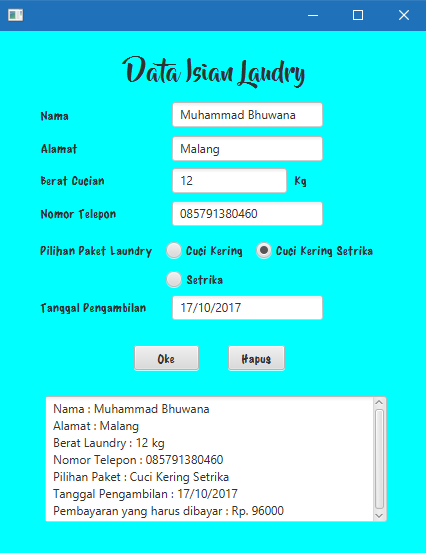 Data Isian Laudry
Nama Muhammad Bhuwana
Alamat Malang
Berat Cucian 12 Kg
Nomor Telepon 085791380460
Pilihan Paket Laundry Cuci Kering Cuci Kering Setrika
Setrika
Tanggal Pengambilan 17/10/2017
Oke Hapus
Nama : Muhammad Bhuwana
Alamat : Malang
Berat Laundry : 12 kg
Nomor Telepon : 085791380460
Pilihan Paket : Cuci Kering Setrika
Tanggal Pengambilan : 17/10/2017
Pembayaran yang harus dibayar : Rp. 96000